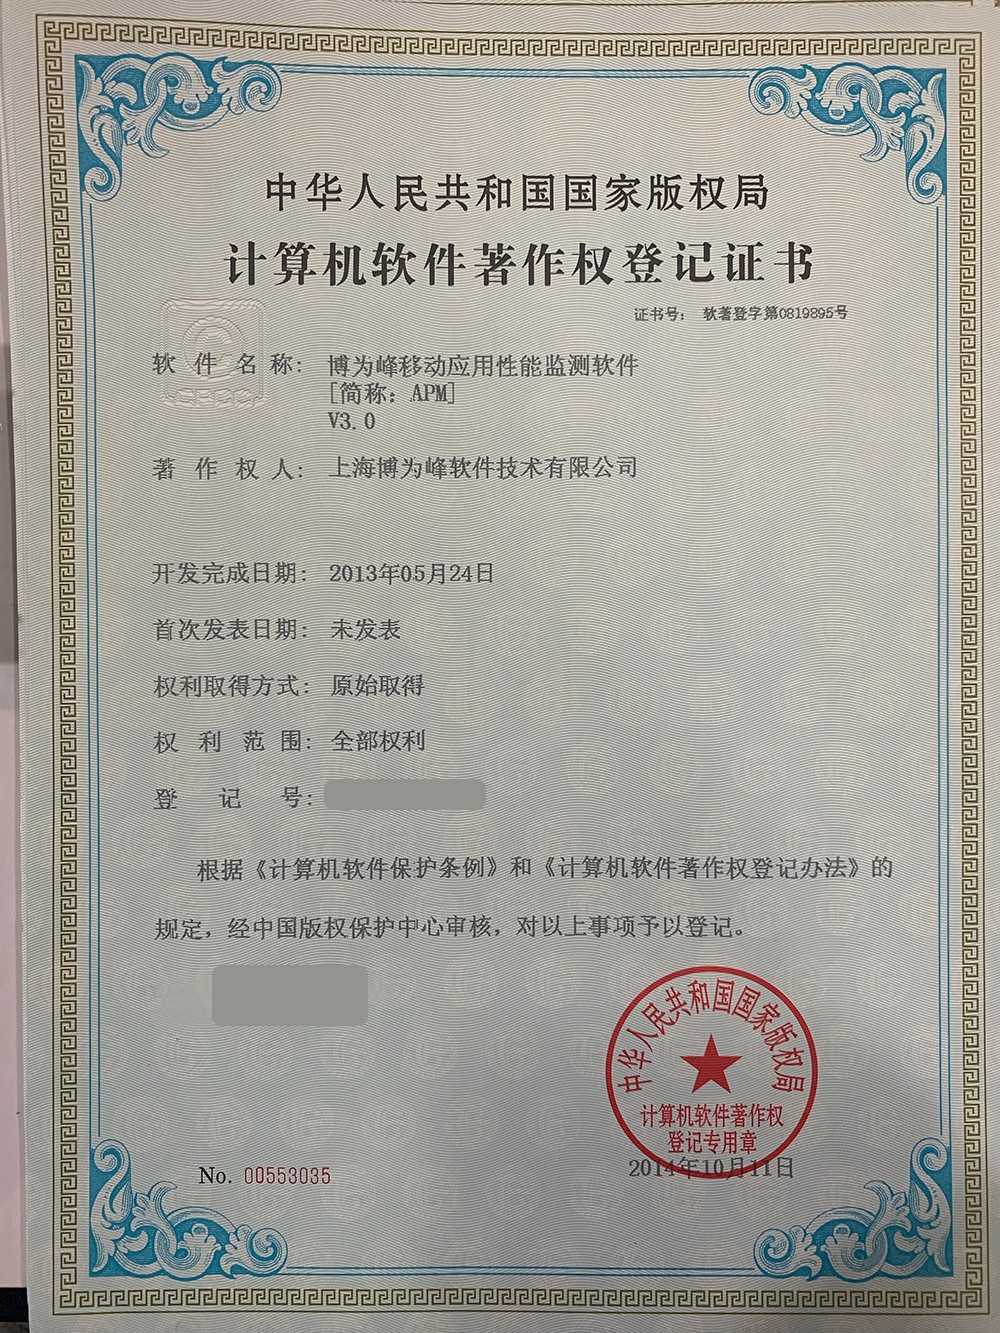 中华人民共和国国家版权局
计算机软件著作权登记证书
证书号： 软著登字第0819895号
软件名称： 博为峰移动应用性能监测软件
[简称：APM]
V3.0
著作权人： 上海博为峰软件技术有限公司
开发完成日期： 2013年05月24日
首次发表日期： 未发表
权利取得方式： 原始取得
权利范围： 全部权利
登记号：
根据《计算机软件保护条例》和《计算机软件著作权登记办法》的
规定，经中国版权保护中心审核，对以上事项予以登记。
中华人民共和国国家版权局
计算机软件著作权
登记专用章
2014年10月11日
No. 00553035